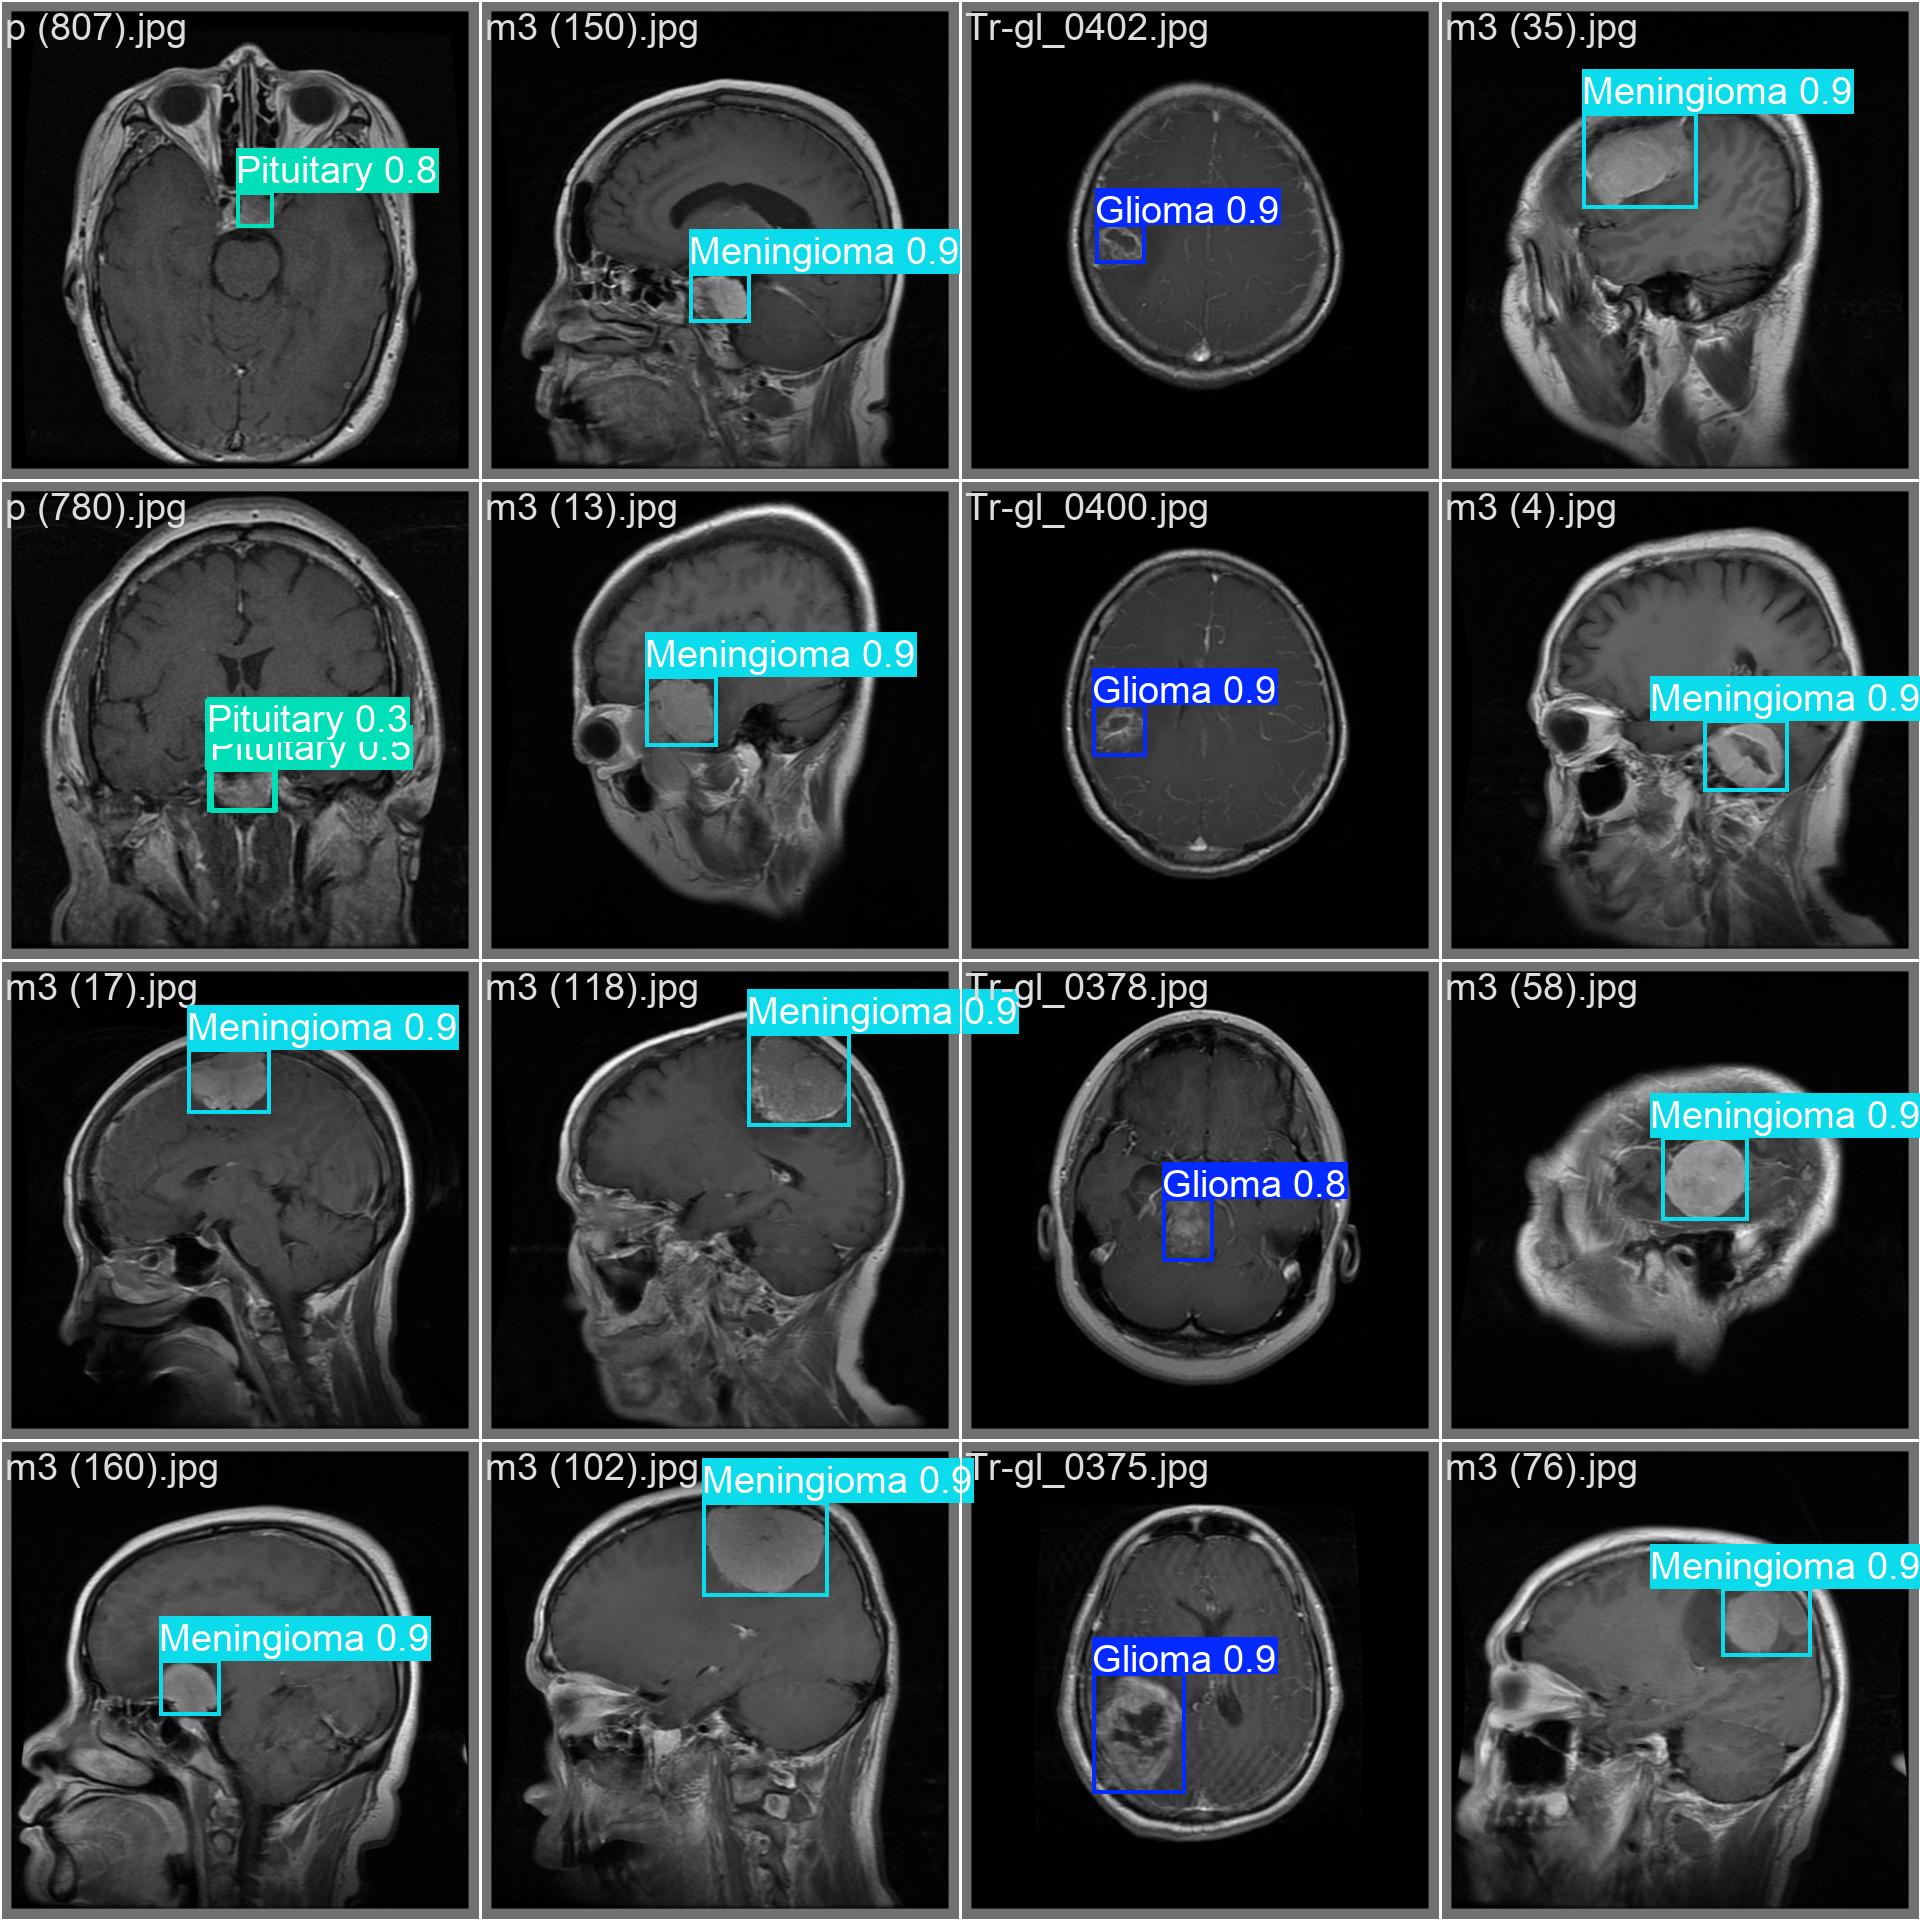 p (807).jpg
Pituitary 0.8
m3 (150).jpg
Meningioma 0.9
Tr-gl_0402.jpg
Glioma 0.9
m3 (35).jpg
Meningioma 0.9
p (780).jpg
Pituitary 0.3
Pituitary 0.5
m3 (13).jpg
Meningioma 0.9
Tr-gl_0400.jpg
Glioma 0.9
m3 (4).jpg
Meningioma 0.9
m3 (17).jpg
Meningioma 0.9
m3 (118).jpg
Meningioma 0.9
Tr-gl_0378.jpg
Glioma 0.8
m3 (58).jpg
Meningioma 0.9
m3 (160).jpg
Meningioma 0.9
m3 (102).jpg
Meningioma 0.9
Tr-gl_0375.jpg
Glioma 0.9
m3 (76).jpg
Meningioma 0.9